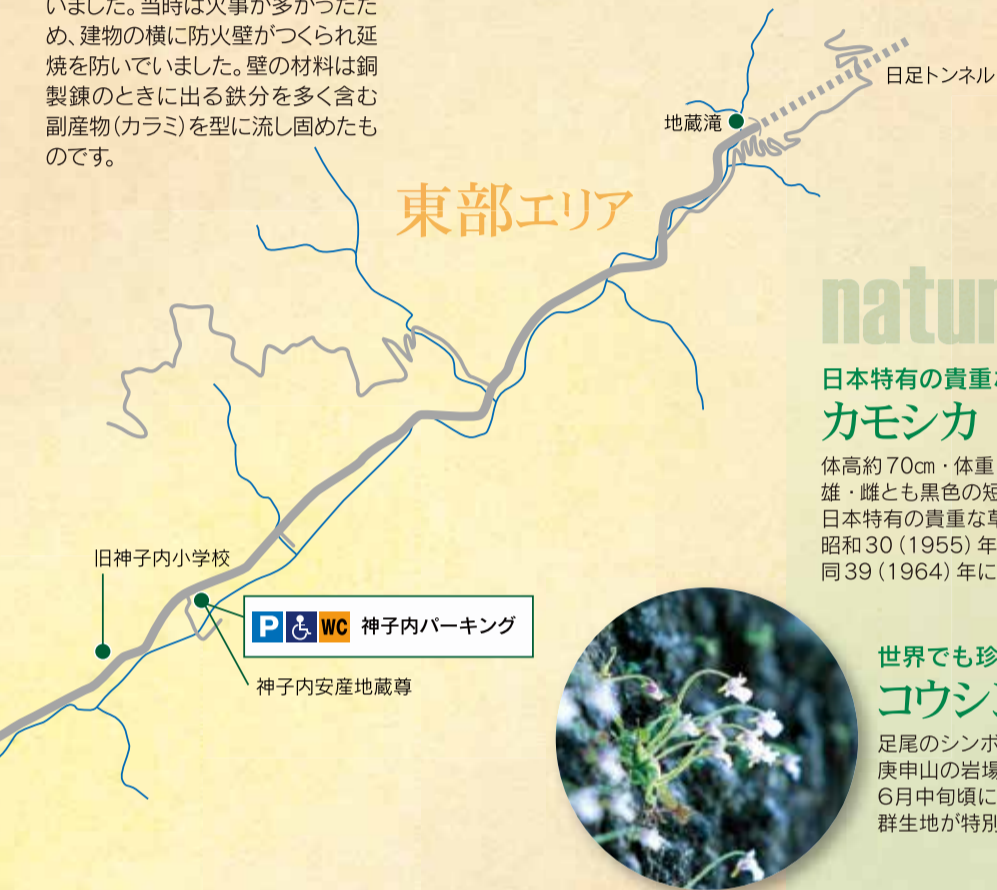 いました。当時は火事が多かったた
め、建物の横に防火壁がつくられ延
焼を防いでいました。壁の材料は銅
製錬のときに出る鉄分を多く含む
副産物(カラミ)を型に流し固めたも
のです。
日足トンネル
地蔵滝
東部エリア
旧神子内小学校
P WC 神子内パーキング
神子内安産地蔵尊
natur
日本特有の貴重な
カモシカ
体高約70㎝・体重
雄・雌とも黒色の短
日本特有の貴重な草
昭和30(1955)年
同39(1964)年に
世界でも珍
コウシン
足尾のシンボ
庚申山の岩場
6月中旬頃に
群生地が特別